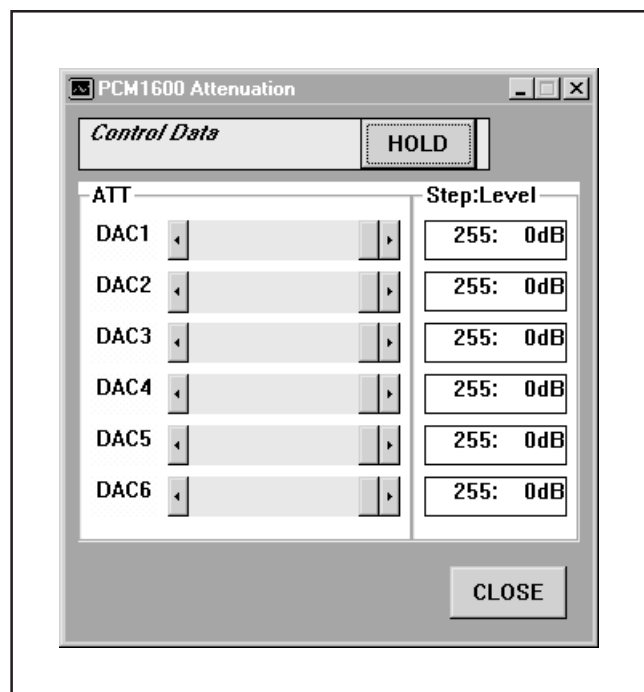 PCM1600 Attenuation
Control Data HOLD
ATT Step:Level
DAC1 255: 0dB
DAC2 255: 0dB
DAC3 255: 0dB
DAC4 255: 0dB
DAC5 255: 0dB
DAC6 255: 0dB
CLOSE